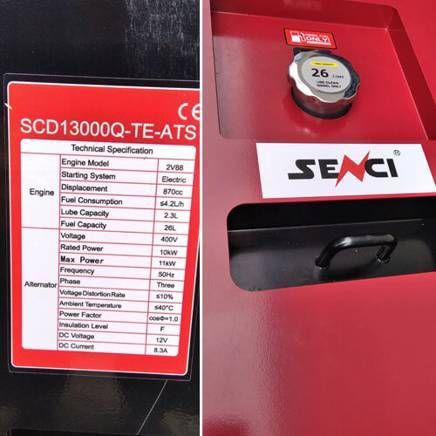 CE
SCD13000Q-TE-ATS
Technical Specification
Engine
Engine Model 2V88
Starting System Electric
Displacement 870cc
Fuel Consumption ≤4.2L/h
Lube Capacity 2.3L
Fuel Capacity 26L
Alternator
Voltage 400V
Rated Power 10kW
Max Power 11kW
Frequency 50Hz
Phase Three
Voltage Distortion Rate ≤10%
Ambient Temperature ≤40°C
Power Factor cosΦ=1.0
Insulation Level F
DC Voltage 12V
DC Current 8.3A
ONLY
26
SENCI®